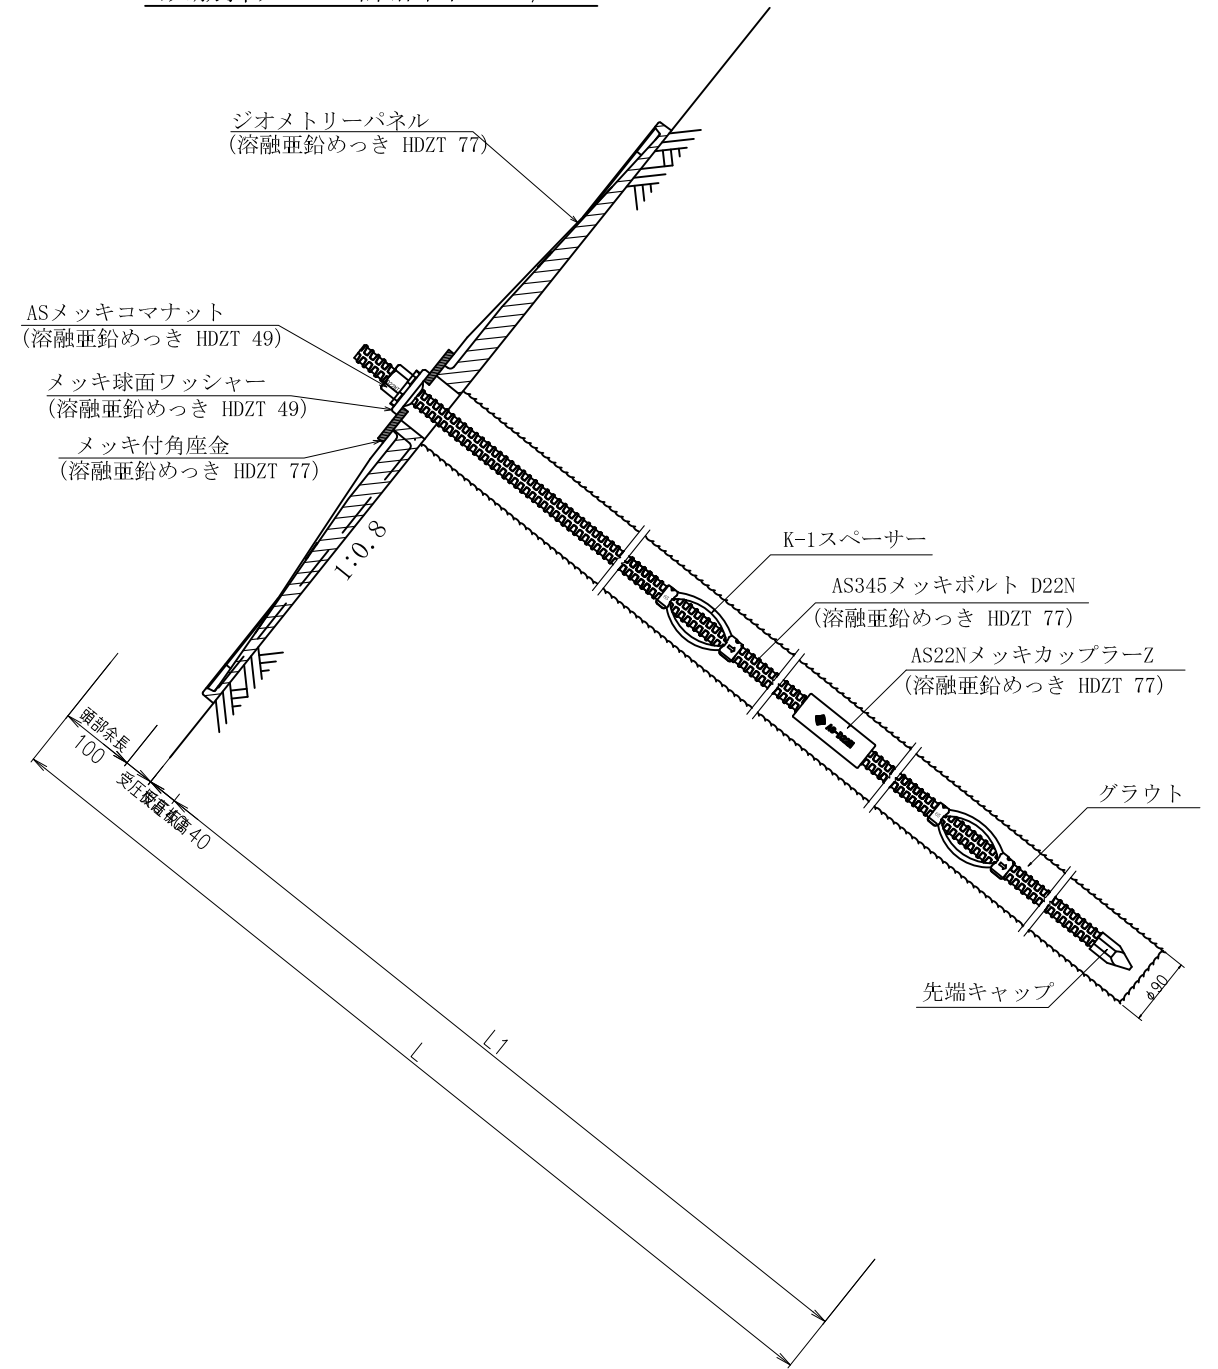 ジオメトリーパネル
(溶融亜鉛めっき HDZT 77)
ASメッキコマナット
(溶融亜鉛めっき HDZT 49)
メッキ球面ワッシャー
(溶融亜鉛めっき HDZT 49)
メッキ付角座金
(溶融亜鉛めっき HDZT 77)
1:0.8
K-1スペーサー
AS345メッキボルト D22N
(溶融亜鉛めっき HDZT 77)
AS22NメッキカップラーZ
(溶融亜鉛めっき HDZT 77)
グラウト
先端キャップ
φ90
頭部余長
100
40
L1
L